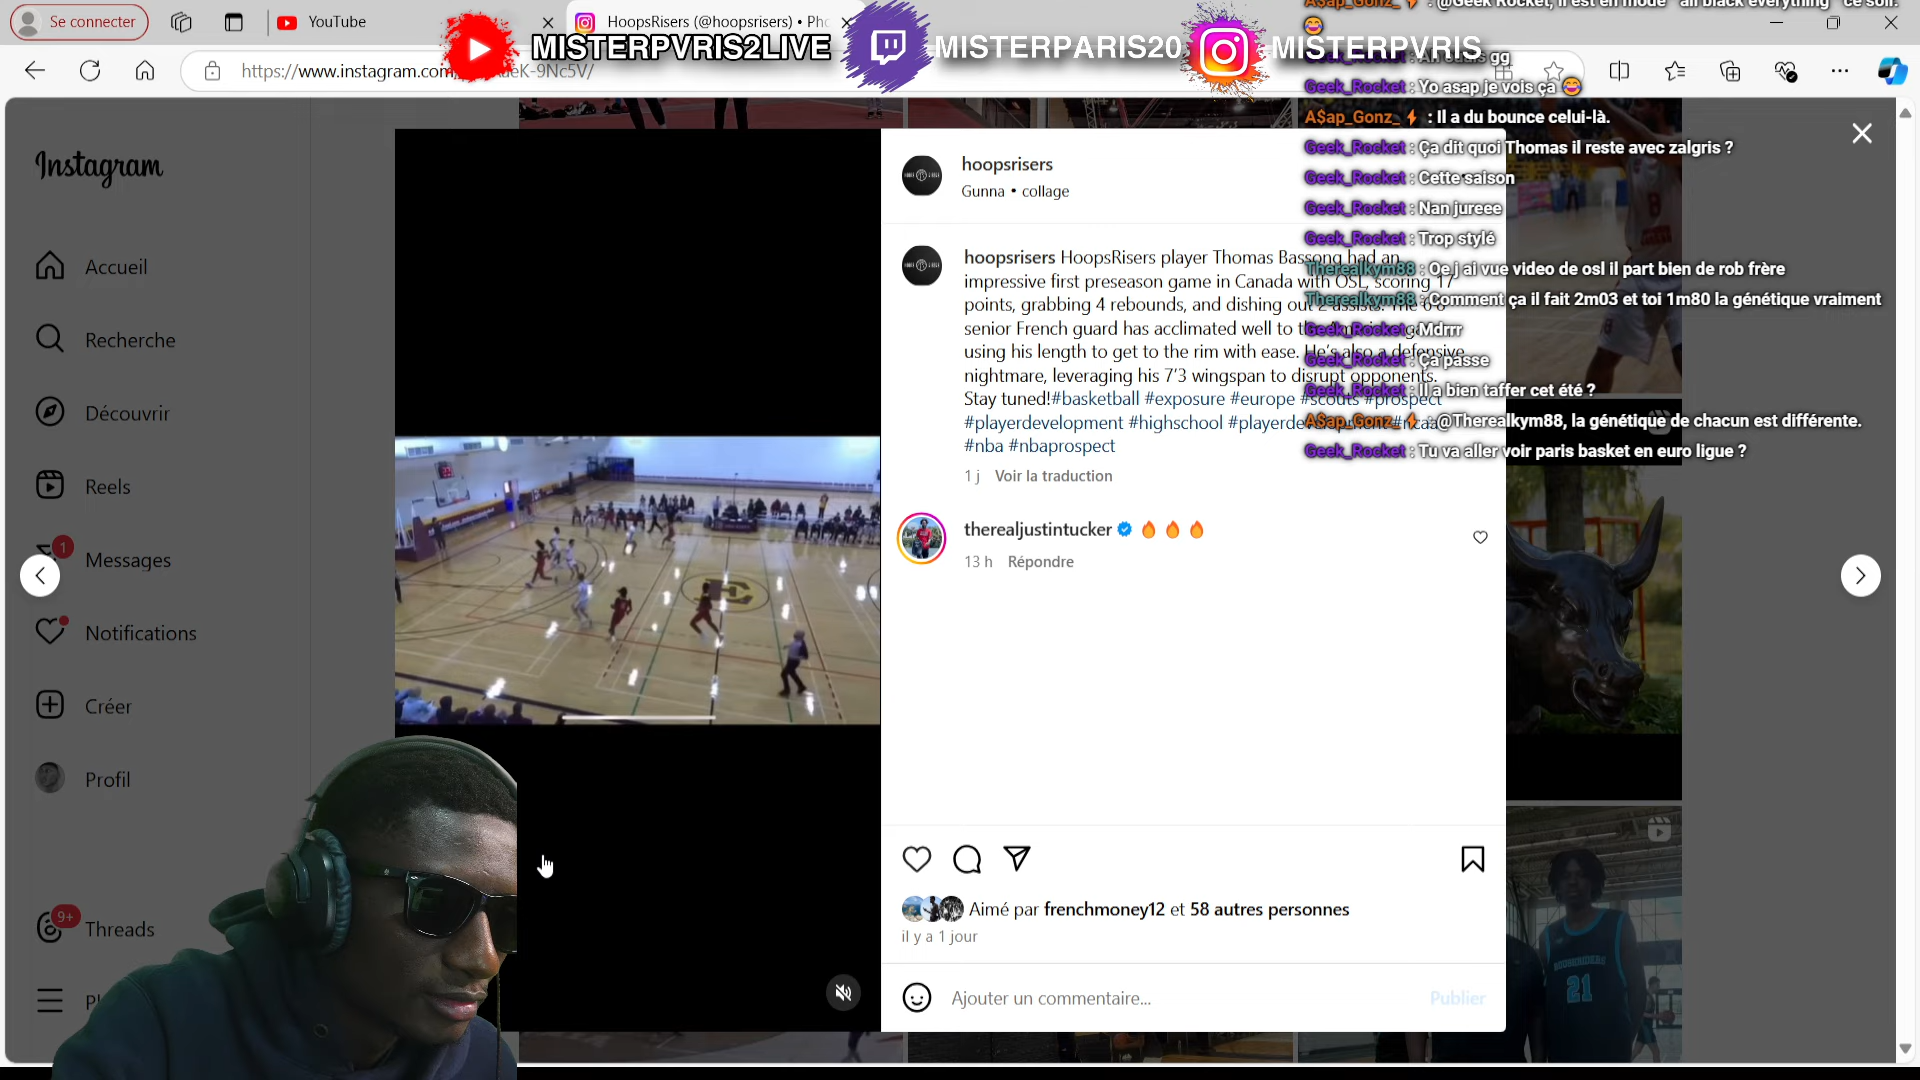 Se connecter
YouTube
HoopsRisers (@hoopsrisers) • Pho
MISTERPVRIS2LIVE
MISTERPARIS20
MISTERPVRIS
https://www.instagram.com
eK-9Nc5V/
Instagram
Accueil
Recherche
Découvrir
Reels
1
Messages
Notifications
Créer
Profil
9+
Threads
hoopsrisers
Gunna • collage
hoopsrisers HoopsRisers player Thomas Bassong had an
impressive first preseason game in Canada with OSL, scoring 17
points, grabbing 4 rebounds, and dishing out 2 assists. The 6'8
senior French guard has acclimated well to
using his length to get to the rim with ease. He's also a defensive
nightmare, leveraging his 7'3 wingspan to disrupt opponents.
Stay tuned!#basketball #exposure #europe #scouts #prospect
#playerdevelopment #highschool
#nba #nbaprospect
1 j Voir la traduction
therealjustintucker 🔥 🔥 🔥
13 h Répondre
Aimé par frenchmoney12 et 58 autres personnes
il y a 1 jour
Ajouter un commentaire...
Publier
A$ap_Gonz_ : @Geek Rocket, il est en mode "all black everything" ce soir.
😂
gg
Geek_Rocket : Yo asap je vois ça 😂
A$ap_Gonz_ : Il a du bounce celui-là.
Geek_Rocket : Ça dit quoi Thomas il reste avec zalgris ?
Geek_Rocket : Cette saison
Geek_Rocket : Nan jureee
Geek_Rocket : Trop stylé
Therealkym88 : Oe j ai vue video de osl il part bien de rob frère
Therealkym88 : Comment ça il fait 2m03 et toi 1m80 la génétique vraiment
Geek_Rocket : Mdrrr
Geek_Rocket : Ça passe
Geek_Rocket : Il a bien taffer cet été ?
A$ap_Gonz_ : @Therealkym88, la génétique de chacun est différente.
Geek_Rocket : Tu va aller voir paris basket en euro ligue ?
ROUGHRIDERS
21